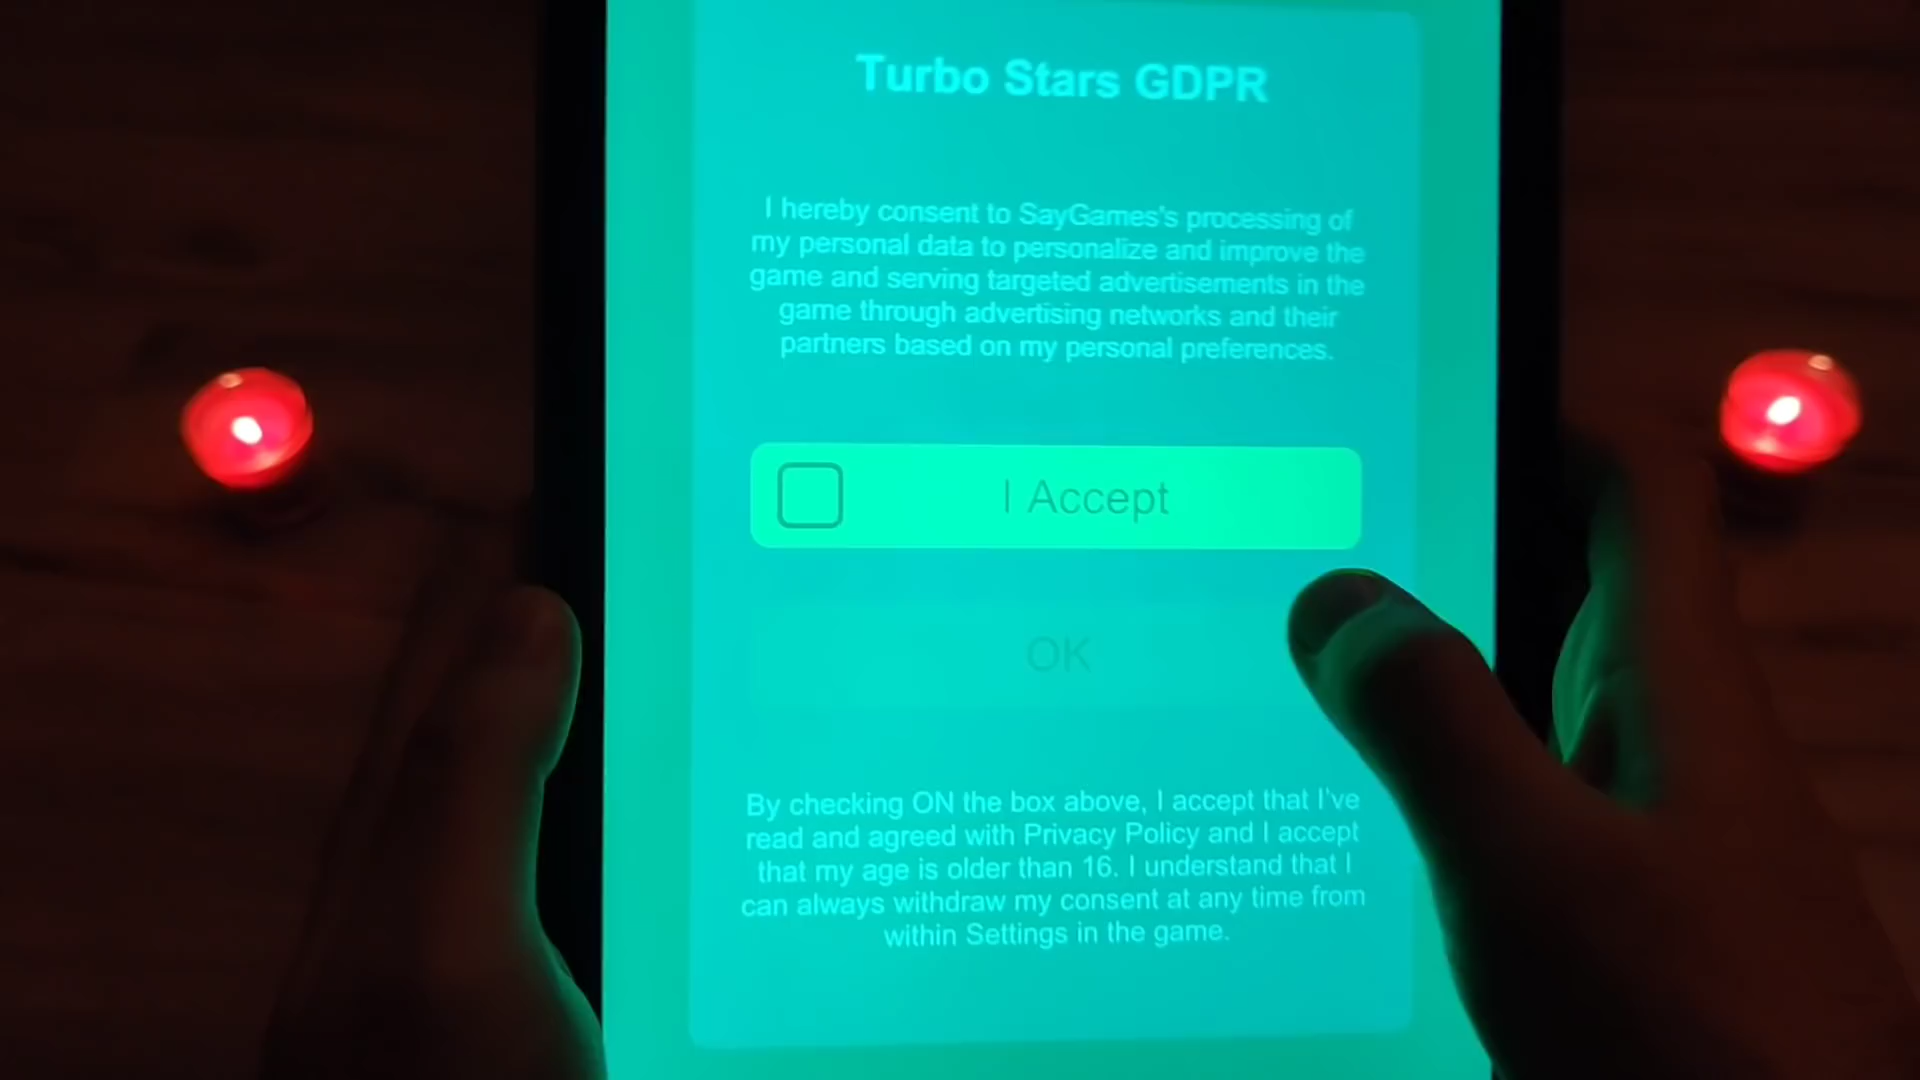 Turbo Stars GDPR
I hereby consent to SayGames's processing of
my personal data to personalize and improve the
game and serving targeted advertisements in the
game through advertising networks and their
partners based on my personal preferences.
I Accept
OK
By checking ON the box above, I accept that I've
read and agreed with Privacy Policy and I accept
that my age is older than 16. I understand that I
can always withdraw my consent at any time from
within Settings in the game.